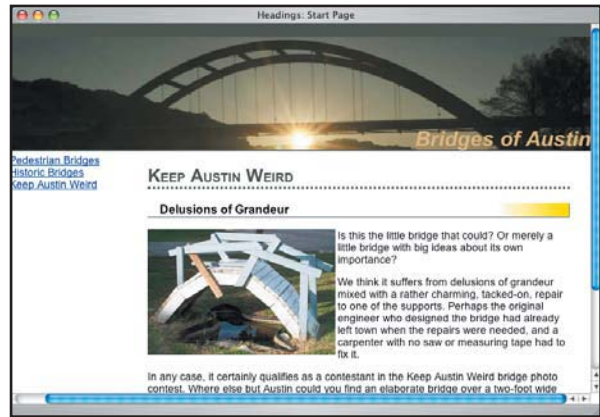 Headings: Start Page
Bridges of Austin
Pedestrian Bridges
Historic Bridges
Keep Austin Weird
KEEP AUSTIN WEIRD
Delusions of Grandeur
Is this the little bridge that could? Or merely a
little bridge with big ideas about its own
importance?
We think it suffers from delusions of grandeur
mixed with a rather charming, tacked-on, repair
to one of the supports. Perhaps the original
engineer who designed the bridge had already
left town when the repairs were needed, and a
carpenter with no saw or measuring tape had to
fix it.
In any case, it certainly qualifies as a contestant in the Keep Austin Weird bridge photo
contest. Where else but Austin could you find an elaborate bridge over a two-foot wide